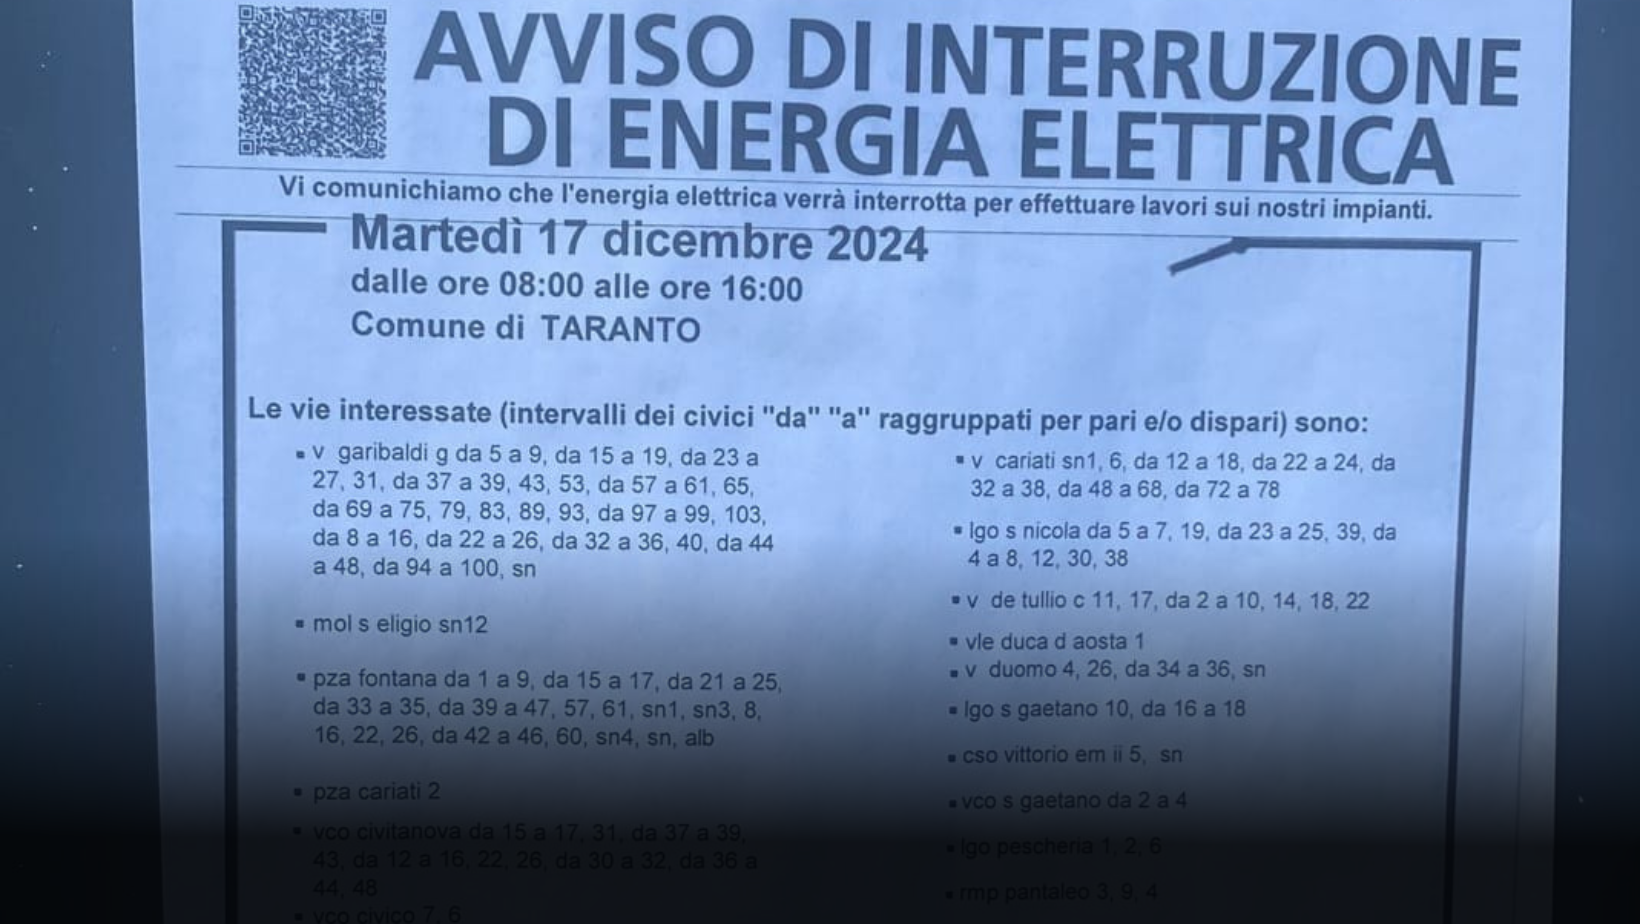 AVVISO DI INTERRUZIONE
DI ENERGIA ELETTRICA
Vi comunichiamo che l'energia elettrica verrà interrotta per effettuare lavori sui nostri impianti.
Martedì 17 dicembre 2024
dalle ore 08:00 alle ore 16:00
Comune di TARANTO
Le vie interessate (intervalli dei civici "da" "a" raggruppati per pari e/o dispari) sono:
▪ v garibaldi g da 5 a 9, da 15 a 19, da 23 a
27, 31, da 37 a 39, 43, 53, da 57 a 61, 65,
da 69 a 75, 79, 83, 89, 93, da 97 a 99, 103,
da 8 a 16, da 22 a 26, da 32 a 36, 40, da 44
a 48, da 94 a 100, sn
▪ mol s eligio sn12
▪ pza fontana da 1 a 9, da 15 a 17, da 21 a 25,
da 33 a 35, da 39 a 47, 57, 61, sn1, sn3, 8,
16, 22, 26, da 42 a 46, 60, sn4, sn, alb
▪ pza cariati 2
▪ vco civitanova da 15 a 17, 31, da 37 a 39,
43, da 12 a 16, 22, 26, da 30 a 32, da 36 a
44, 48
▪ vco civico 7, 6
▪ v cariati sn1, 6, da 12 a 18, da 22 a 24, da
32 a 38, da 48 a 68, da 72 a 78
▪ lgo s nicola da 5 a 7, 19, da 23 a 25, 39, da
4 a 8, 12, 30, 38
▪ v de tullio c 11, 17, da 2 a 10, 14, 18, 22
▪ vle duca d aosta 1
▪ v duomo 4, 26, da 34 a 36, sn
▪ lgo s gaetano 10, da 16 a 18
▪ cso vittorio em ii 5, sn
▪ vco s gaetano da 2 a 4
▪ lgo pescheria 1, 2, 6
▪ rmp pantaleo 3, 9, 4